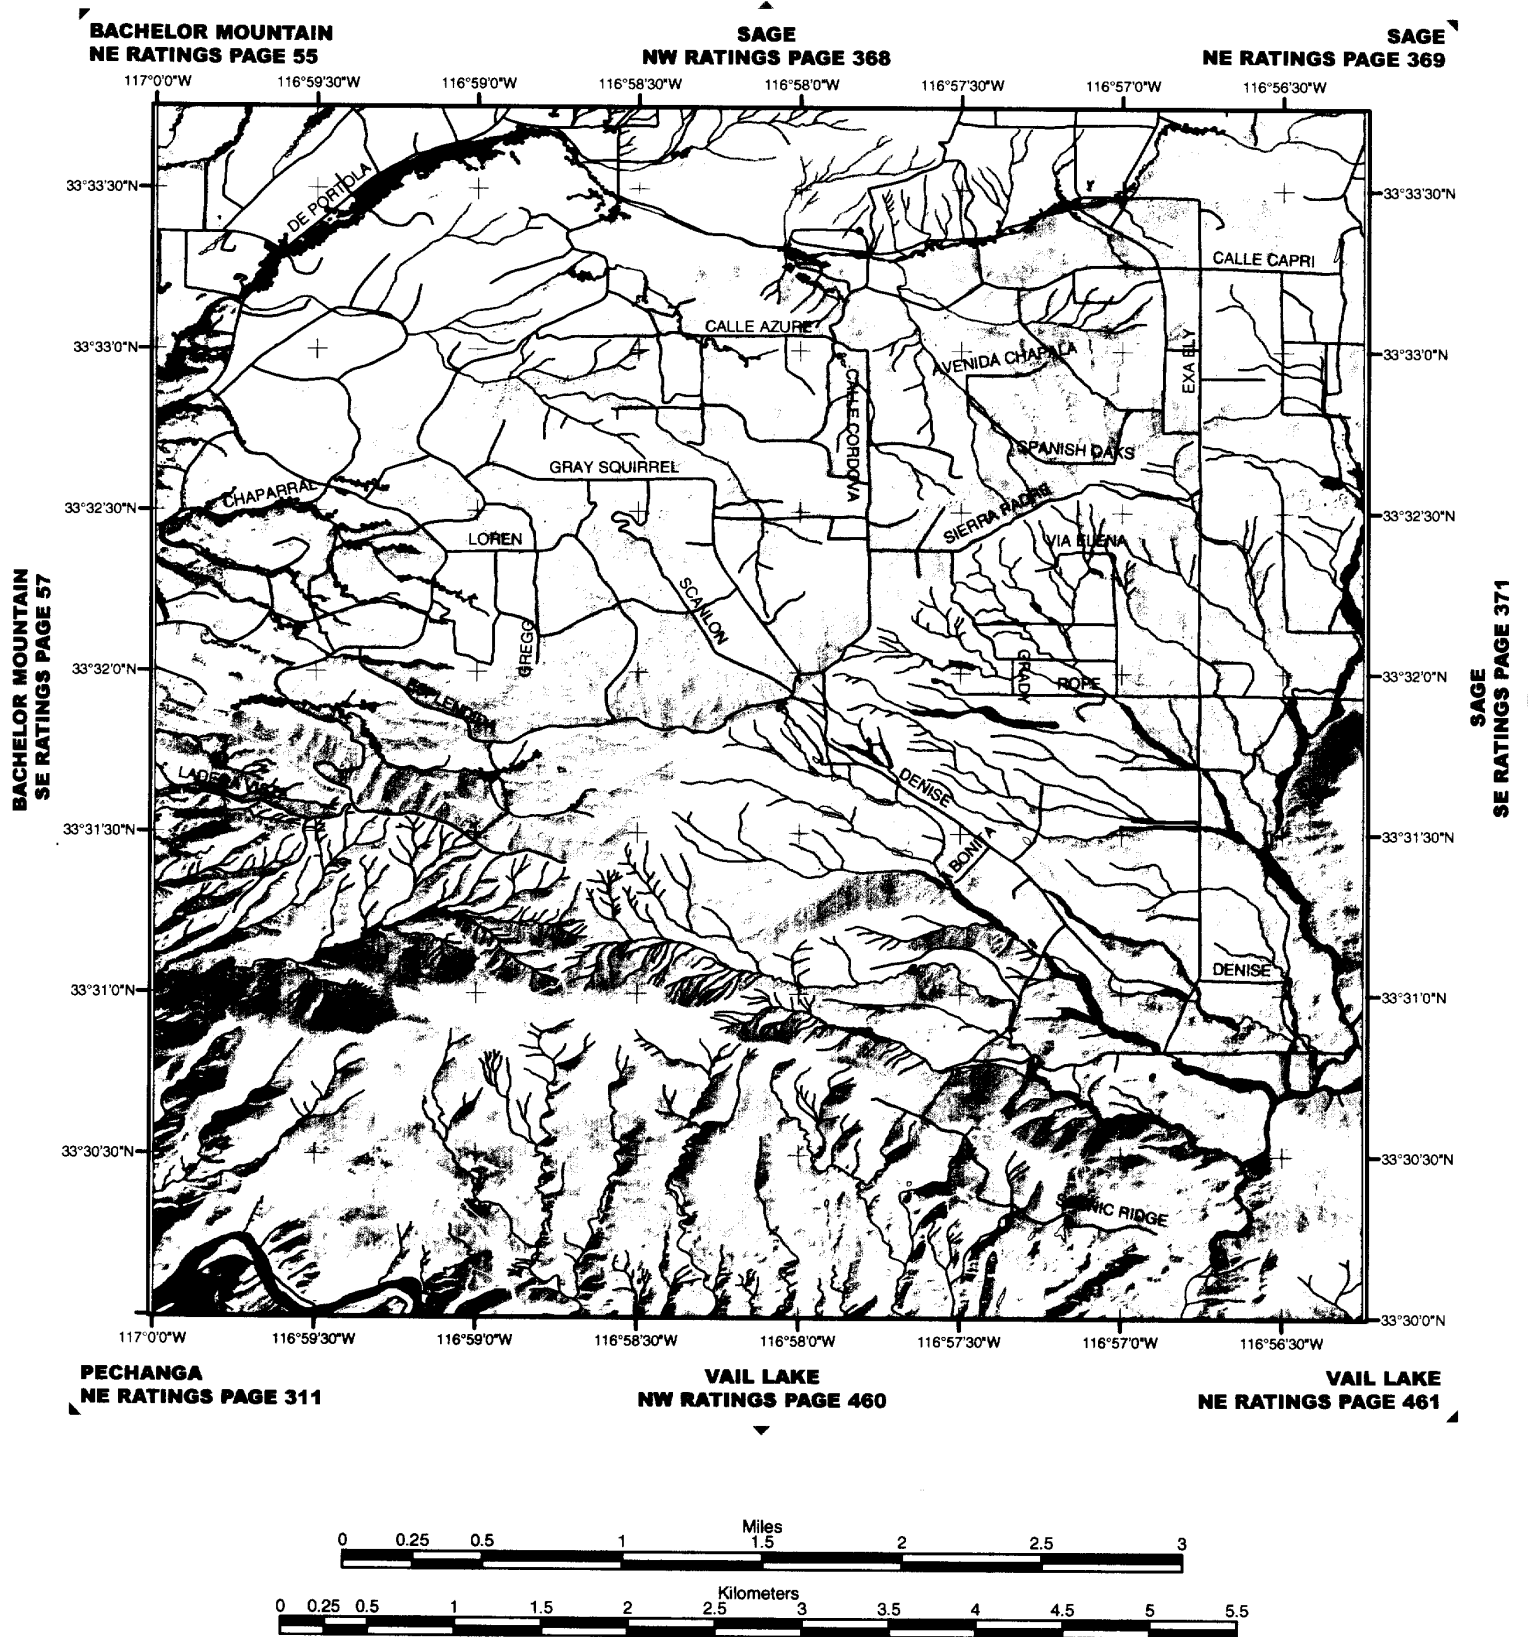 BACHELOR MOUNTAIN
NE RATINGS PAGE 55
SAGE
NW RATINGS PAGE 368
SAGE
NE RATINGS PAGE 369
117°0'0"W
116°59'30"W
116°59'0"W
116°58'30"W
116°58'0"W
116°57'30"W
116°57'0"W
116°56'30"W
33°33'30"N
33°33'30"N
DE PORTOLA
CALLE CAPRI
CALLE AZURE
33°33'0"N
33°33'0"N
AVENIDA CHAPALA
EXA ELY
CALLE CORDOVA
SPANISH OAKS
GRAY SQUIRREL
CHAPARRAL
33°32'30"N
33°32'30"N
SIERRA PADRE
LOREN
VIA ELENA
BACHELOR MOUNTAIN
SE RATINGS PAGE 57
SAGE
SE RATINGS PAGE 371
SCANLON
GREGG
33°32'0"N
33°32'0"N
GRADY
ROPE
DENISE
33°31'30"N
33°31'30"N
BONITA
DENISE
33°31'0"N
33°31'0"N
33°30'30"N
33°30'30"N
RIDGE
33°30'0"N
117°0'0"W
116°59'30"W
116°59'0"W
116°58'30"W
116°58'0"W
116°57'30"W
116°57'0"W
116°56'30"W
PECHANGA
NE RATINGS PAGE 311
VAIL LAKE
NW RATINGS PAGE 460
VAIL LAKE
NE RATINGS PAGE 461
Miles
0 0.25 0.5 1 1.5 2 2.5 3
Kilometers
0 0.25 0.5 1 1.5 2 2.5 3 3.5 4 4.5 5 5.5